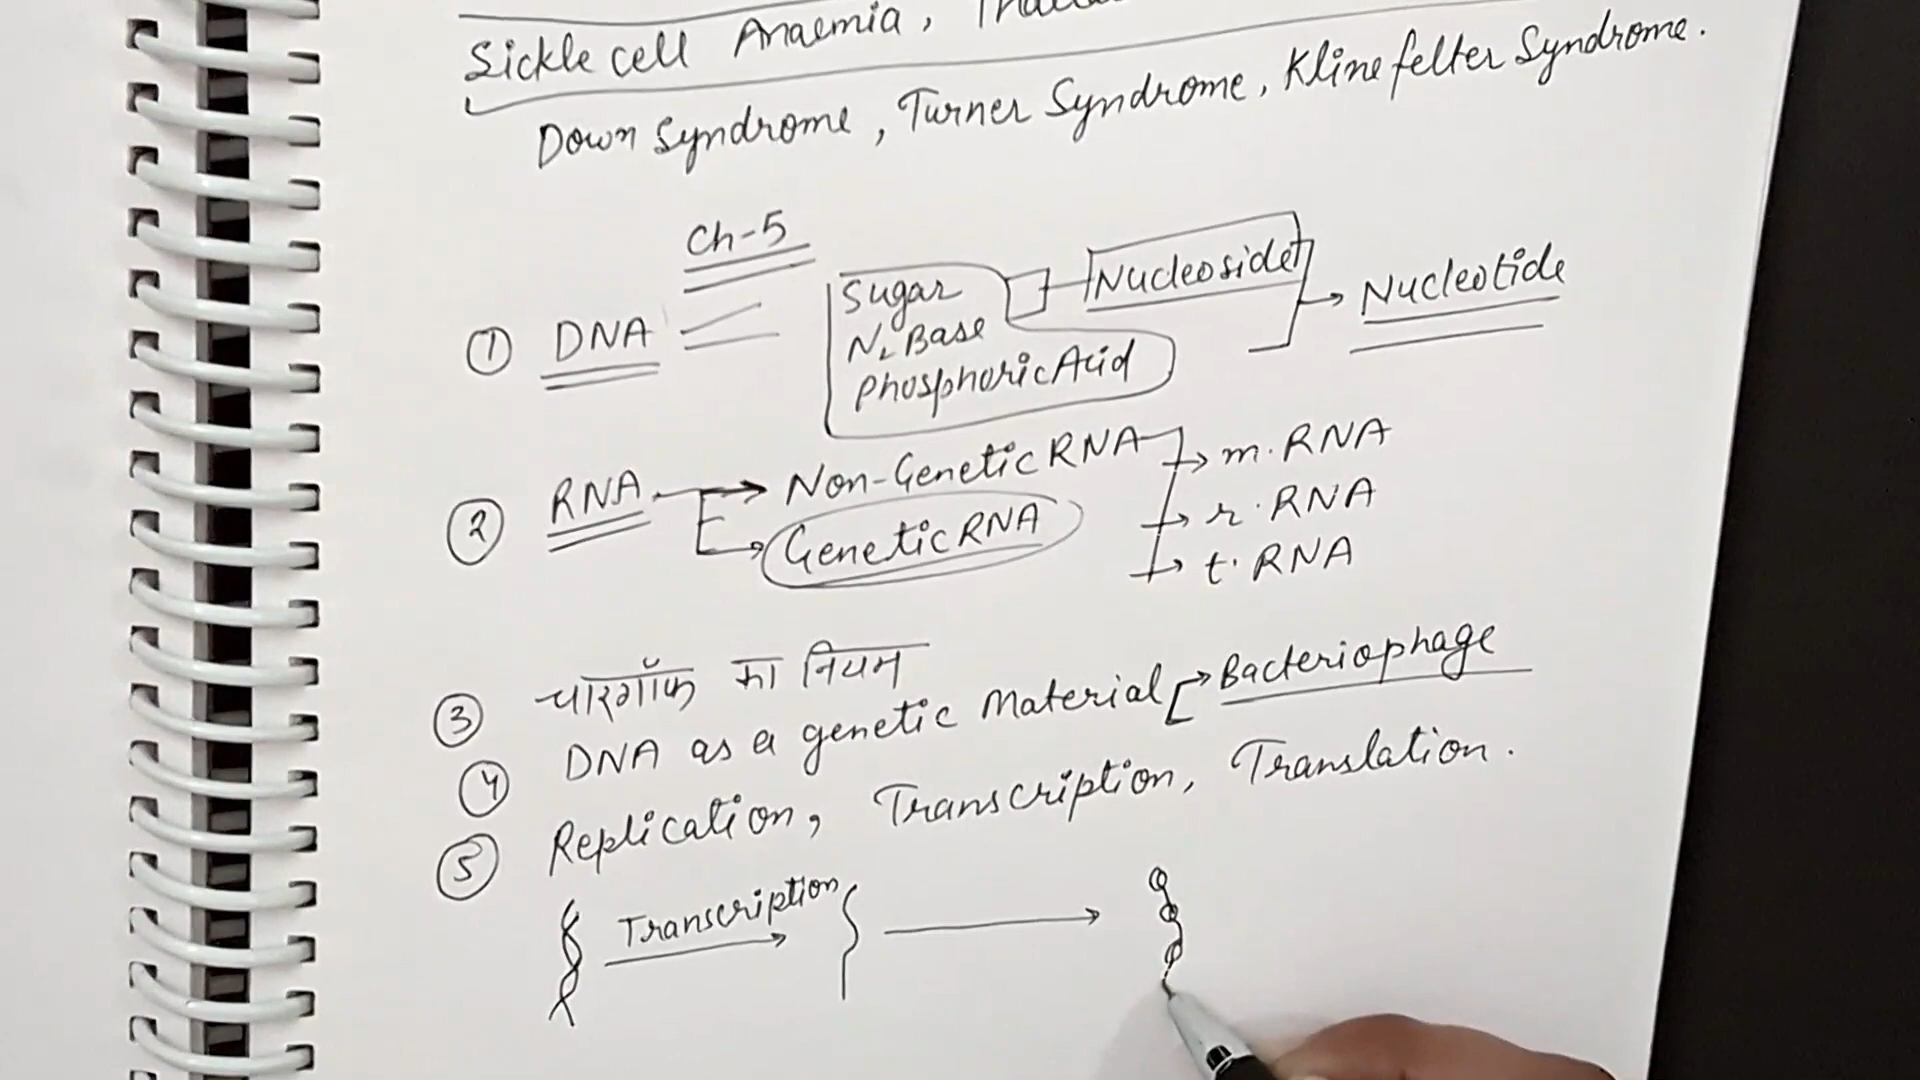 Sickle cell Anaemia,
Down Syndrome, Turner Syndrome, Klinefelter Syndrome.
Ch-5
① DNA
Sugar
N2 Base
Phosphoric Acid
Nucleoside
Nucleotide
② RNA
Non-Genetic RNA
Genetic RNA
m.RNA
r.RNA
t.RNA
③ चारगॉफ का नियम
④ DNA as a genetic Material
Bacteriophage
⑤ Replication, Transcription, Translation.
Transcription